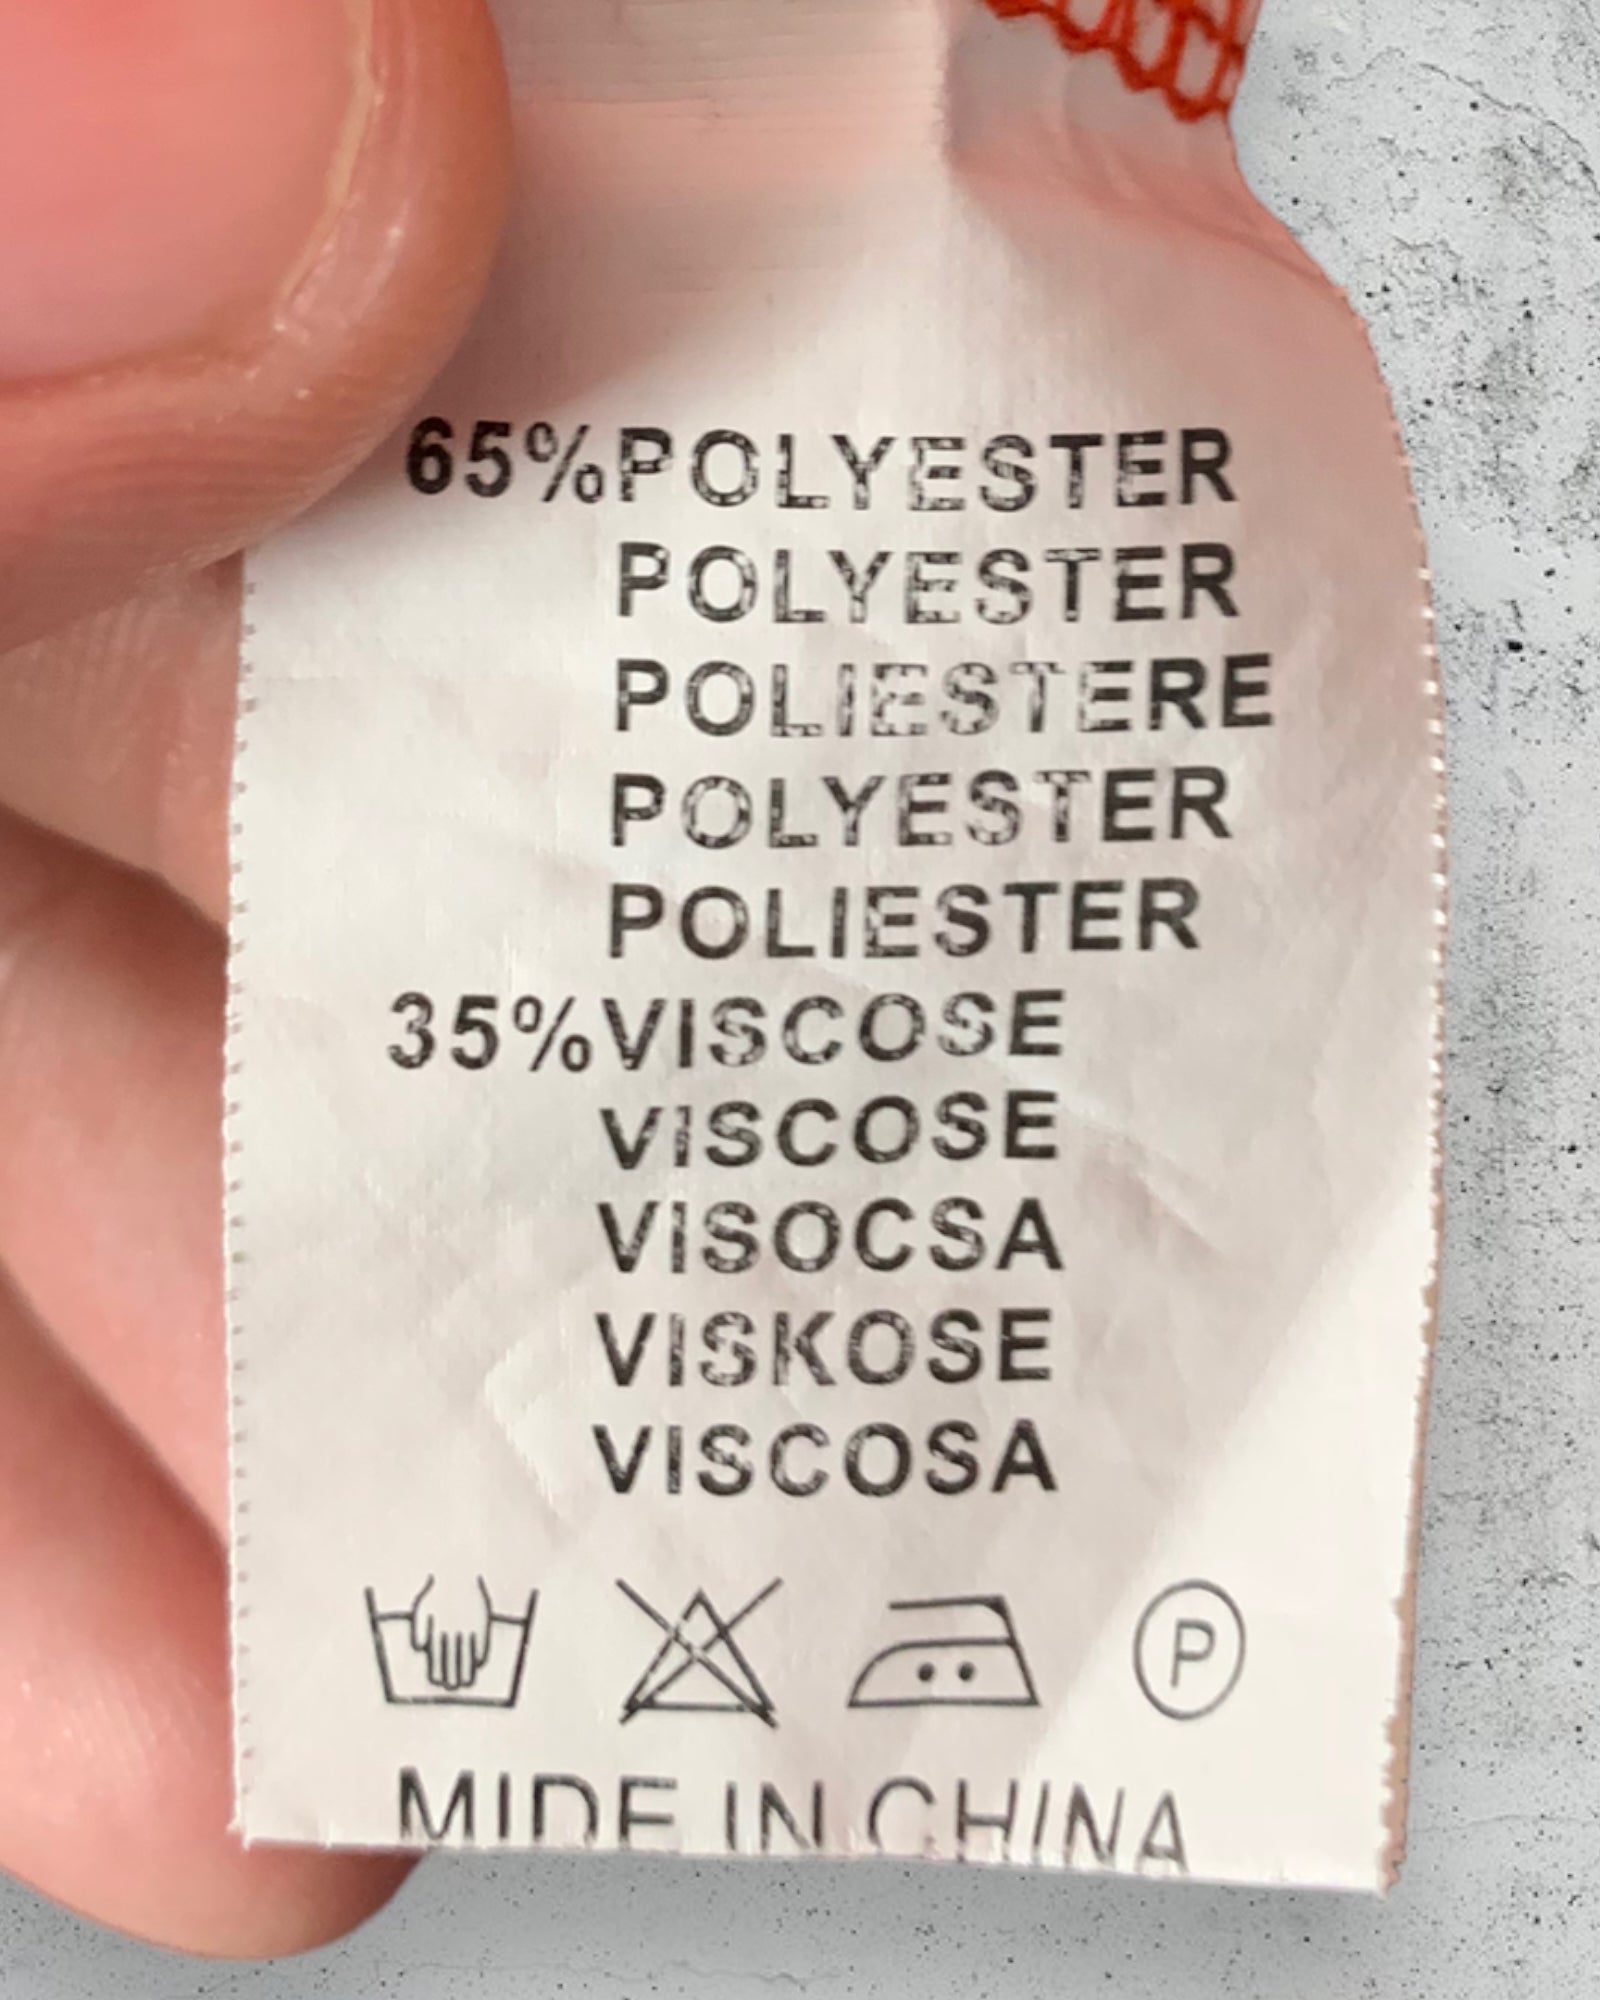 65%POLYESTER
POLYESTER
POLIESTERE
POLYESTER
POLIESTER
35%VISCOSE
VISCOSE
VISOCSA
VISKOSE
VISCOSA
P
MIDE IN CHINA